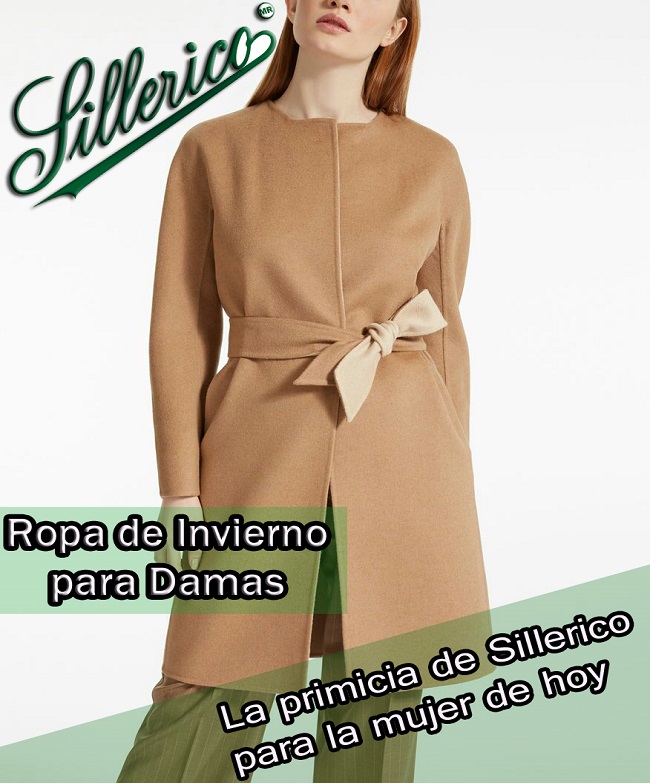 Sillerico
MR
Ropa de Invierno
para Damas
La primicia de Sillerico
para la mujer de hoy